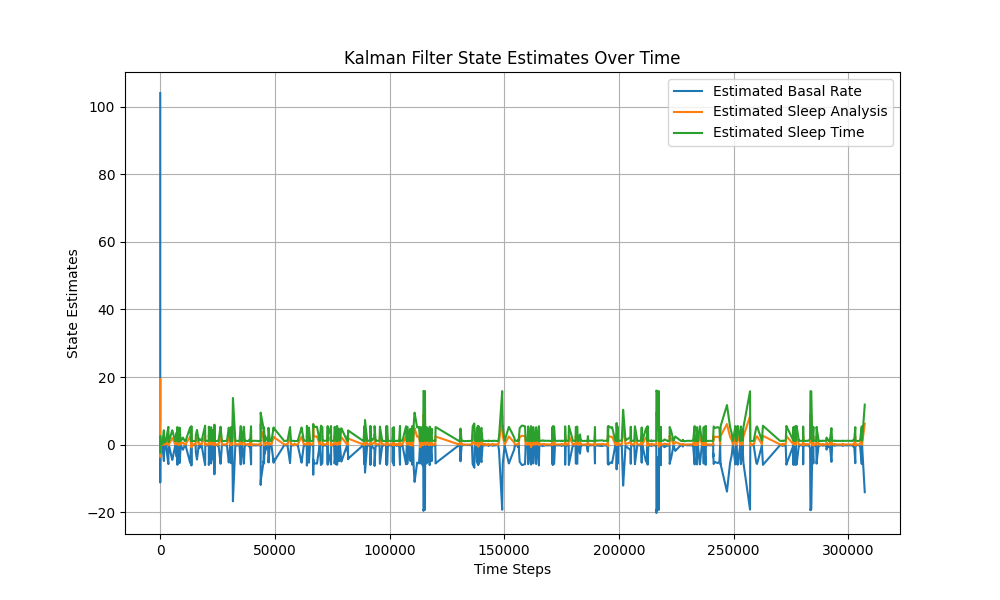 Kalman Filter State Estimates Over Time
Estimated Basal Rate
Estimated Sleep Analysis
Estimated Sleep Time
State Estimates
100
80
60
40
20
0
−20
0 50000 100000 150000 200000 250000 300000
Time Steps